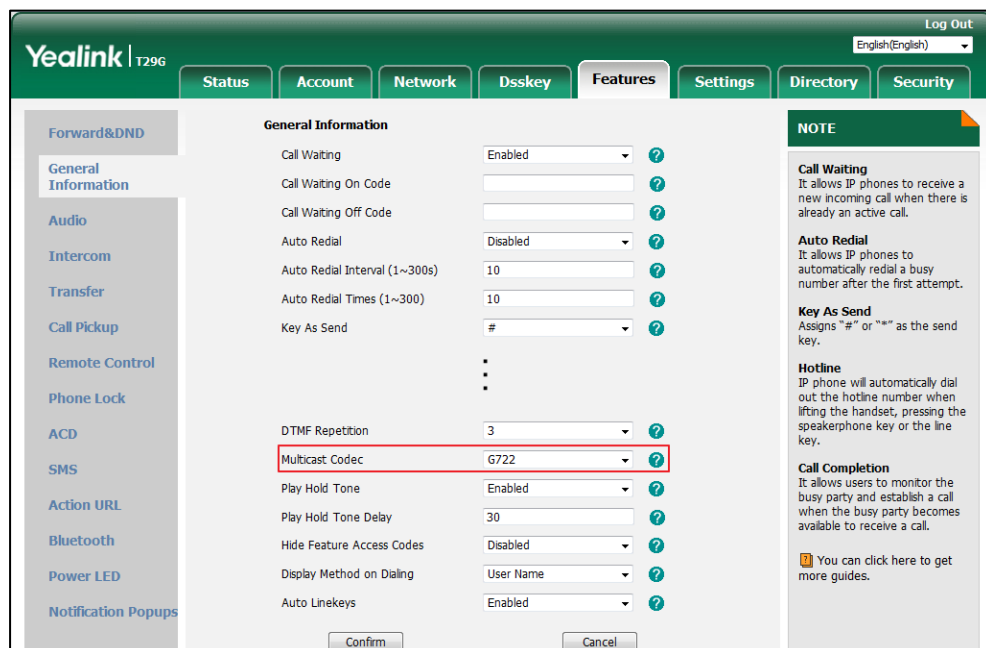 Log Out
English(English)
Yealink T29G
Status Account Network Dsskey Features Settings Directory Security
Forward&DND
General
Information
Audio
Intercom
Transfer
Call Pickup
Remote Control
Phone Lock
ACD
SMS
Action URL
Bluetooth
Power LED
Notification Popups
General Information
Call Waiting Enabled ?
Call Waiting On Code ?
Call Waiting Off Code ?
Auto Redial Disabled ?
Auto Redial Interval (1~300s) 10 ?
Auto Redial Times (1~300) 10 ?
Key As Send # ?
DTMF Repetition 3 ?
Multicast Codec G722 ?
Play Hold Tone Enabled ?
Play Hold Tone Delay 30 ?
Hide Feature Access Codes Disabled ?
Display Method on Dialing User Name ?
Auto Linekeys Enabled ?
Confirm Cancel
NOTE
Call Waiting
It allows IP phones to receive a
new incoming call when there is
already an active call.
Auto Redial
It allows IP phones to
automatically redial a busy
number after the first attempt.
Key As Send
Assigns "#" or "*" as the send
key.
Hotline
IP phone will automatically dial
out the hotline number when
lifting the handset, pressing the
speakerphone key or the line
key.
Call Completion
It allows users to monitor the
busy party and establish a call
when the busy party becomes
available to receive a call.
? You can click here to get
more guides.